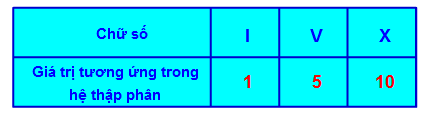 Chữ số I V X
Giá trị tương ứng trong
hệ thập phân 1 5 10